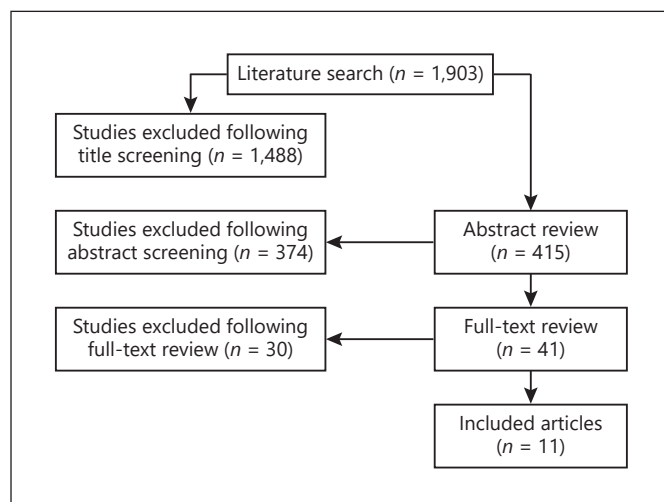 Literature search (n = 1,903)
Studies excluded following
title screening (n = 1,488)
Studies excluded following
abstract screening (n = 374)
Abstract review
(n = 415)
Studies excluded following
full-text review (n = 30)
Full-text review
(n = 41)
Included articles
(n = 11)